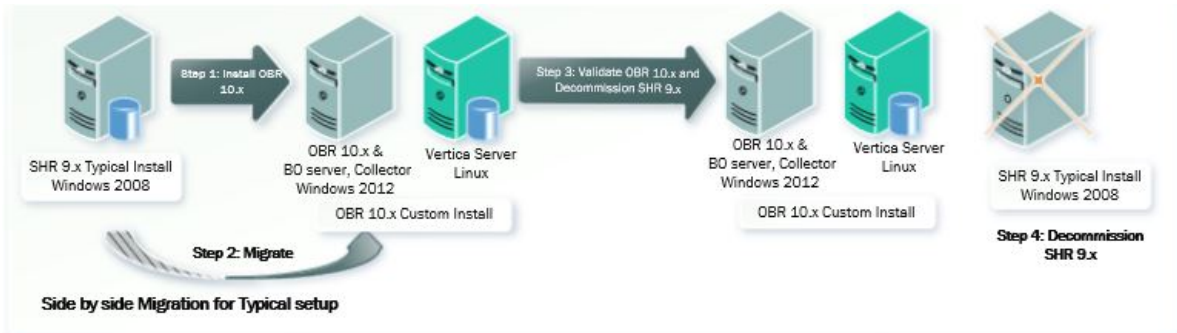 Step 1: Install OBR
10.x
Step 3: Validate OBR 10.x and
Decommission SHR 9.x
SHR 9.x Typical Install
Windows 2008
OBR 10.x &
BO server, Collector
Windows 2012
Vertica Server
Linux
OBR 10.x Custom Install
OBR 10.x &
BO server, Collector
Windows 2012
Vertica Server
Linux
OBR 10.x Custom Install
SHR 9.x Typical Install
Windows 2008
Step 4: Decommission
SHR 9.x
Step 2: Migrate
Side by side Migration for Typical setup